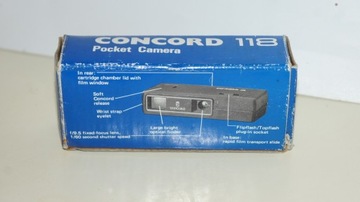 CONCORD 118
Pocket Camera
In rear:
cartridge chamber lid with
film window.
Soft
Concord
release
Wrist strap
eyelet
f/9.5 fixed focus lens,
1/60 second shutter speed
Large bright
optical finder
Flipflash/Topflash
plug-in socket
In base:
rapid film transport slide